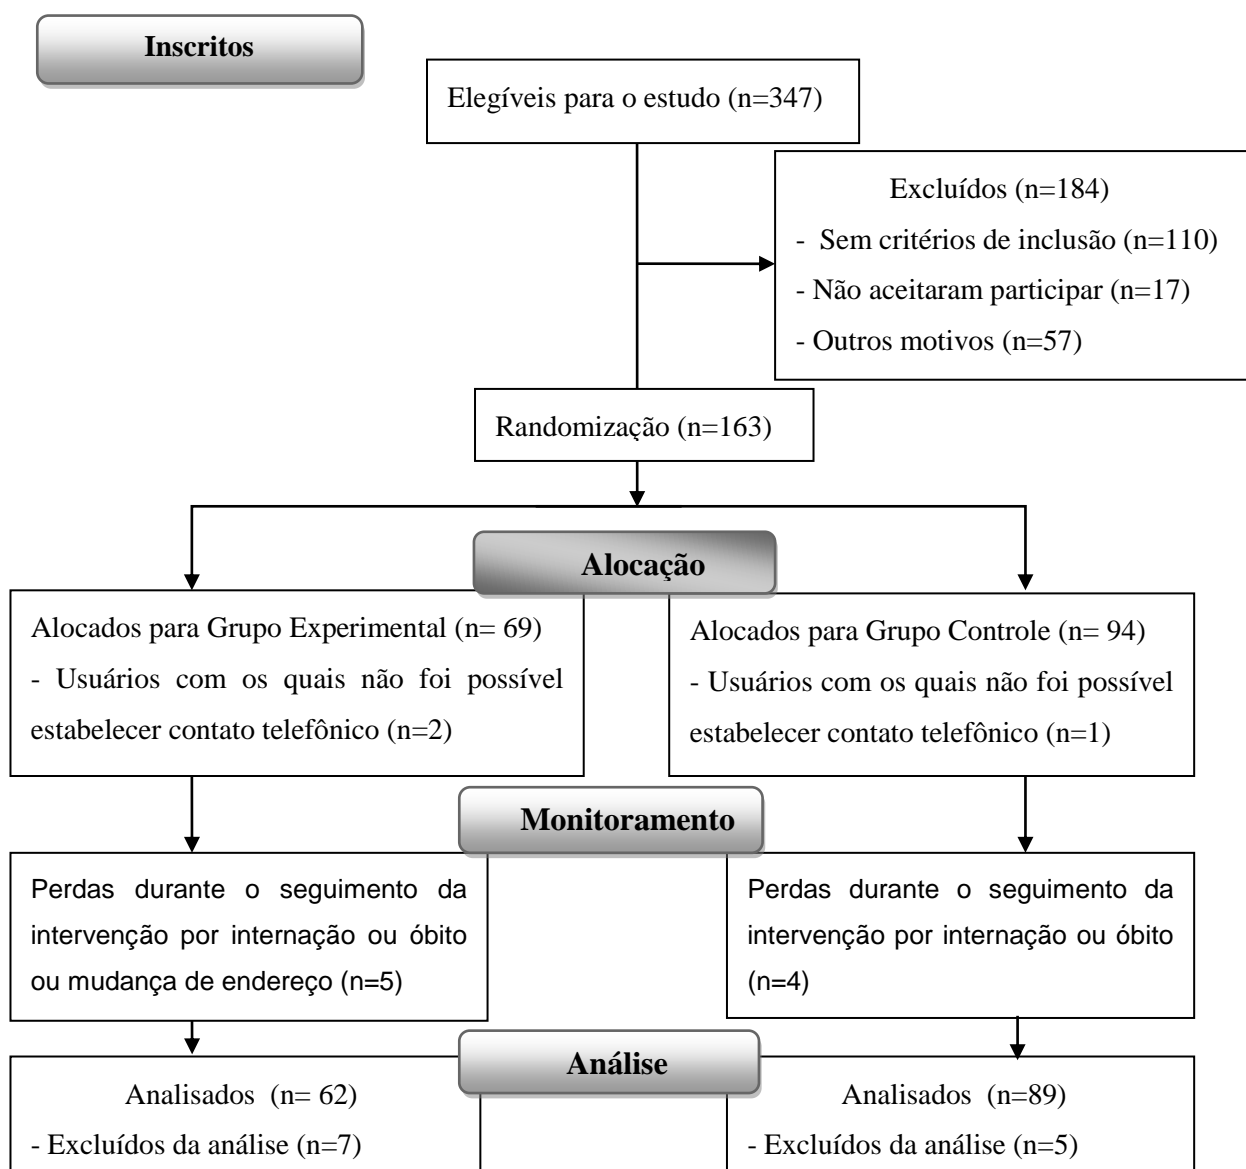 Inscritos
Elegíveis para o estudo (n=347)
Excluídos (n=184)
- Sem critérios de inclusão (n=110)
- Não aceitaram participar (n=17)
- Outros motivos (n=57)
Randomização (n=163)
Alocação
Alocados para Grupo Experimental (n= 69)
- Usuários com os quais não foi possível
estabelecer contato telefônico (n=2)
Alocados para Grupo Controle (n= 94)
- Usuários com os quais não foi possível
estabelecer contato telefônico (n=1)
Monitoramento
Perdas durante o seguimento da
intervenção por internação ou óbito
ou mudança de endereço (n=5)
Perdas durante o seguimento da
intervenção por internação ou óbito
(n=4)
Análise
Analisados (n= 62)
- Excluídos da análise (n=7)
Analisados (n=89)
- Excluídos da análise (n=5)